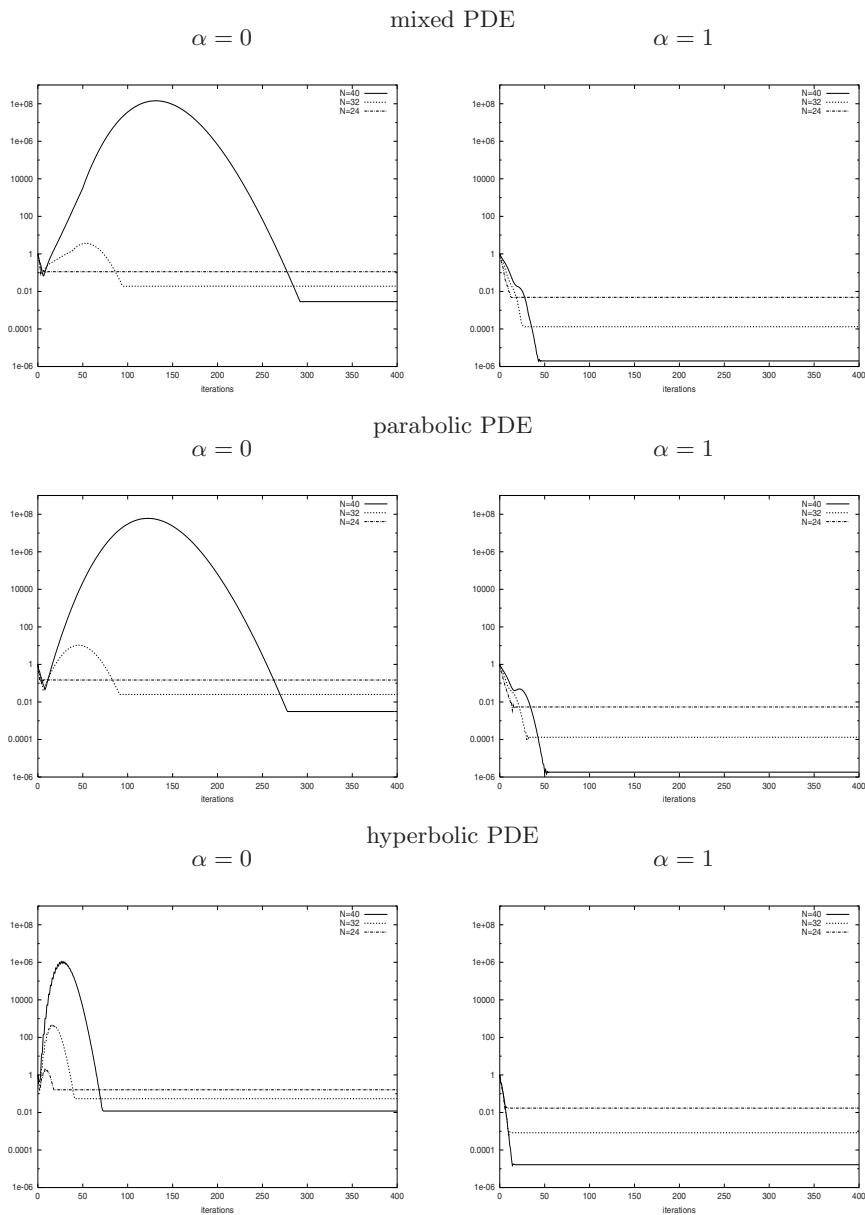 mixed PDE
α = 0
α = 1
N=40
N=32
N=24
1e+08
1e+06
10000
100
1
0.01
0.0001
1e-06
0 50 100 150 200 250 300 350 400
iterations
N=40
N=32
N=24
1e+08
1e+06
10000
100
1
0.01
0.0001
1e-06
0 50 100 150 200 250 300 350 400
iterations
parabolic PDE
α = 0
α = 1
N=40
N=32
N=24
1e+08
1e+06
10000
100
1
0.01
0.0001
1e-06
0 50 100 150 200 250 300 350 400
iterations
N=40
N=32
N=24
1e+08
1e+06
10000
100
1
0.01
0.0001
1e-06
0 50 100 150 200 250 300 350 400
iterations
hyperbolic PDE
α = 0
α = 1
N=40
N=32
N=24
1e+08
1e+06
10000
100
1
0.01
0.0001
1e-06
0 50 100 150 200 250 300 350 400
iterations
N=40
N=32
N=24
1e+08
1e+06
10000
100
1
0.01
0.0001
1e-06
0 50 100 150 200 250 300 350 400
iterations